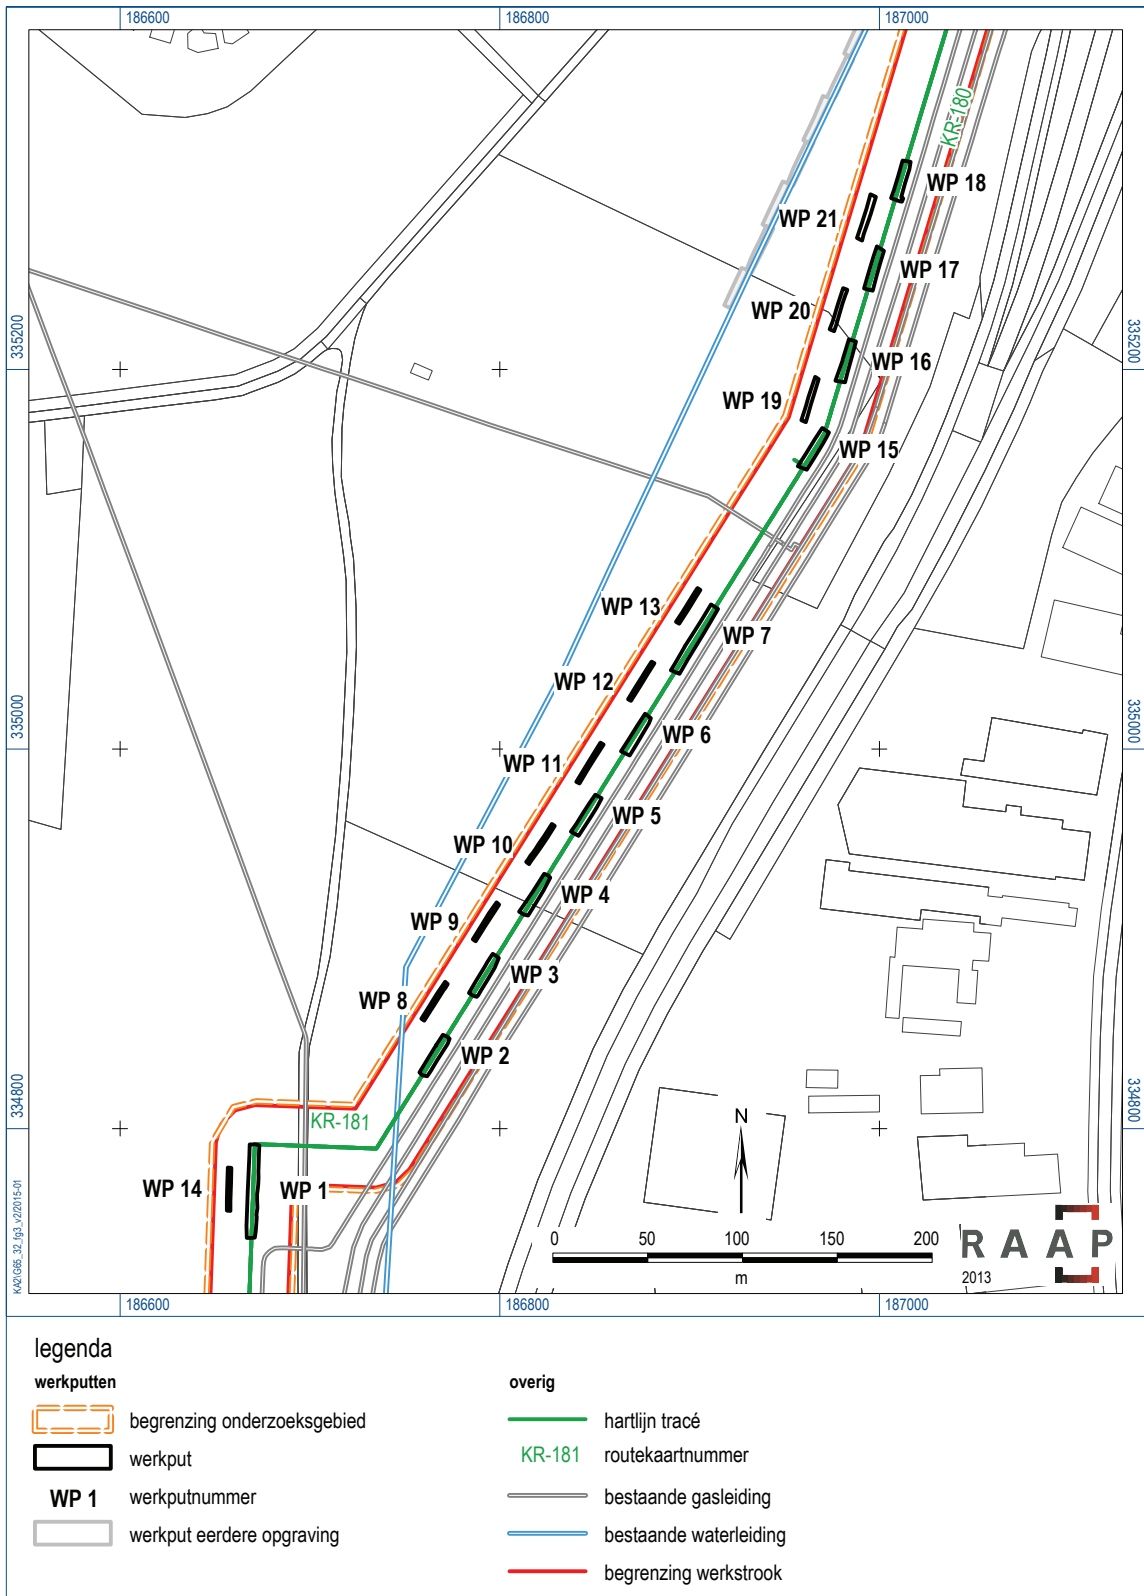 186600 186800 187000
KR-180
WP 18
WP 21
WP 17
WP 20
335200 335200
WP 16
WP 19
WP 15
WP 13
WP 7
WP 12
335000 335000
WP 6
WP 11
WP 5
WP 10
WP 4
WP 9
WP 3
WP 8
WP 2
334800 334800
KR-181
N
WP 14
WP 1
0 50 100 150 200
m
RAAP
2013
KA2\G65_32_fig3_v2/2015-01
186600 186800 187000
legenda
werkputten
begrenzing onderzoeksgebied
werkput
WP 1 werkputnummer
werkput eerdere opgraving
overig
hartlijn tracé
KR-181 routekaartnummer
bestaande gasleiding
bestaande waterleiding
begrenzing werkstrook